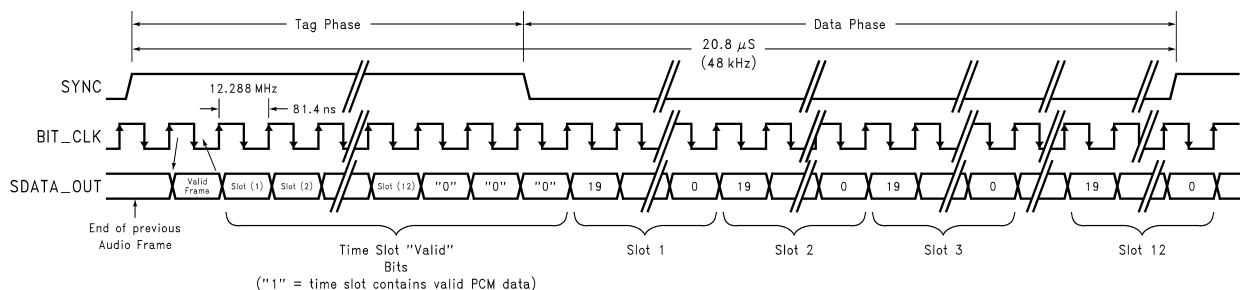 Tag Phase
Data Phase
20.8 μS
(48 kHz)
SYNC
12.288 MHz
81.4 ns
BIT_CLK
SDATA_OUT
Valid
Frame
Slot (1)
Slot (2)
Slot (12)
"0"
"0"
"0"
19
0
19
0
19
0
19
0
End of previous
Audio Frame
Time Slot "Valid"
Bits
("1" = time slot contains valid PCM data)
Slot 1
Slot 2
Slot 3
Slot 12